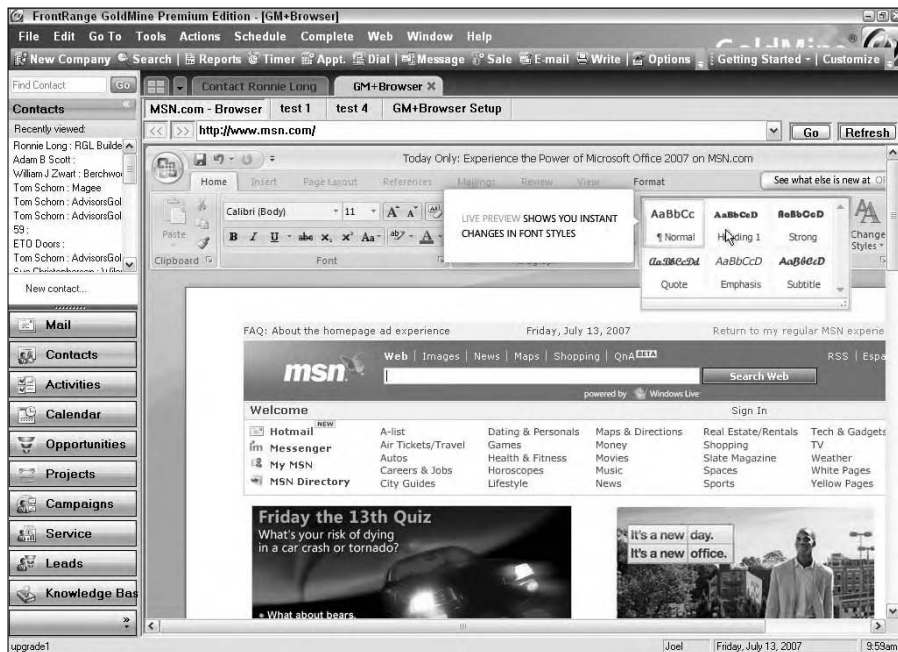 FrontRange GoldMine Premium Edition - [GM+Browser]
File Edit Go To Tools Actions Schedule Complete Web Window Help
New Company Search Reports Timer Appt. Dial Message Sale E-mail Write Options Getting Started Customize
Find Contact Go
Contact Ronnie Long GM+Browser X
Contacts
MSN.com - Browser test 1 test 4 GM+Browser Setup
Recently viewed:
<< >> http://www.msn.com/ Go Refresh
Ronnie Long : RGL Builde
Adam B Scott :
William J Zwart : Berchwoo
Tom Schorn : Magee
Tom Schorn : AdvisorsGol
Tom Schorn : AdvisorsGol
59 :
ETO Doors :
Tom Schorn : AdvisorsGol
New contact...
Mail
Contacts
Activities
Calendar
Opportunities
Projects
Campaigns
Service
Leads
Knowledge Bas
Today Only: Experience the Power of Microsoft Office 2007 on MSN.com
Home Insert Page Layout References Mailings Review View Format See what else is new at
Calibri (Body) 11
Paste
B I U abc X, X² Aa A
Clipboard Font
LIVE PREVIEW SHOWS YOU INSTANT
CHANGES IN FONT STYLES
AaBbCc AaBbCcD AaBbCcD
¶ Normal Heading 1 Strong
AaBbCcDd AaBbCcD AaBbCcD
Quote Emphasis Subtitle
Change
Styles
FAQ: About the homepage ad experience Friday, July 13, 2007 Return to my regular MSN experie
Web | Images | News | Maps | Shopping | QnA BETA RSS | Espa
msn
Search Web
powered by Windows Live
Welcome Sign In
Hotmail NEW
Messenger
My MSN
MSN Directory
A-list
Air Tickets/Travel
Autos
Careers & Jobs
City Guides
Dating & Personals
Games
Health & Fitness
Horoscopes
Lifestyle
Maps & Directions
Money
Movies
Music
News
Real Estate/Rentals
Shopping
Slate Magazine
Spaces
Sports
Tech & Gadgets
TV
Weather
White Pages
Yellow Pages
Friday the 13th Quiz
What's your risk of dying
in a car crash or tornado?
• What about bears,
It's a new day.
It's a new office.
upgrade1 Joel Friday, July 13, 2007 9:59am